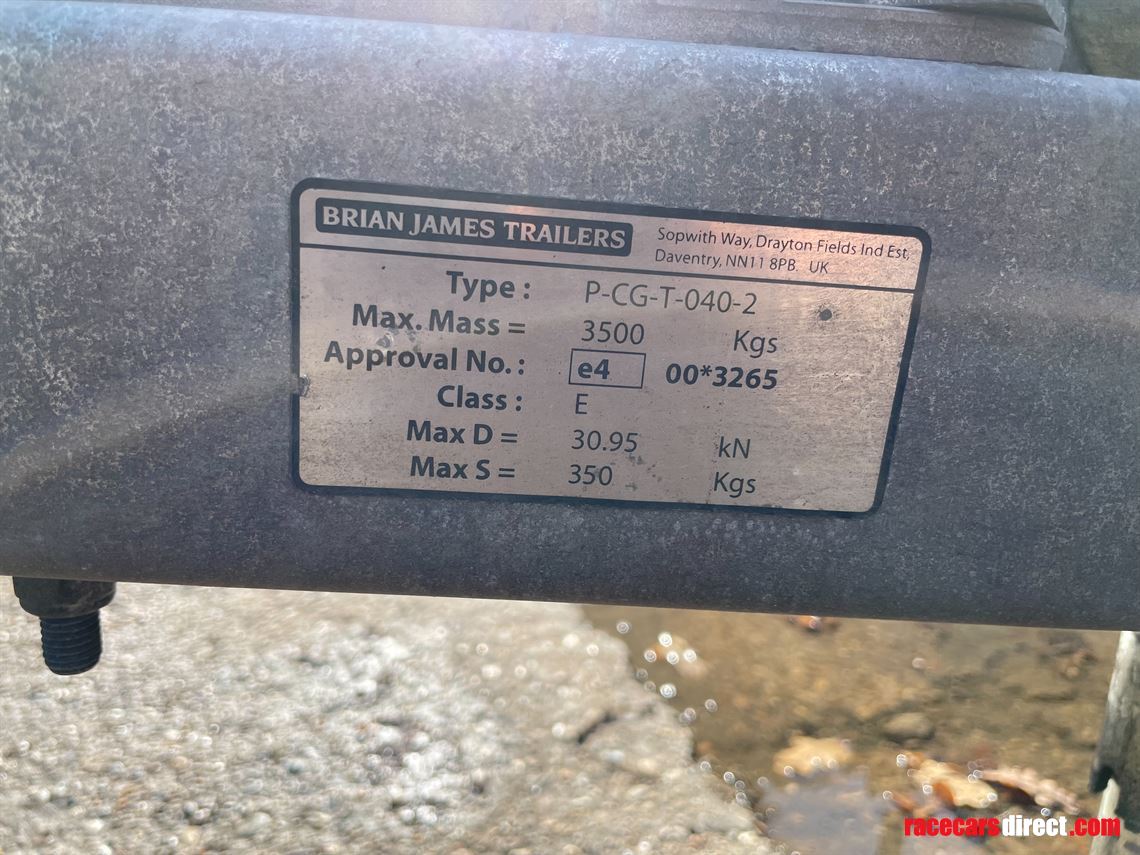 BRIAN JAMES TRAILERS
Sopwith Way, Drayton Fields Ind Est,
Daventry, NN11 8PB. UK
Type : P-CG-T-040-2
Max. Mass = 3500 Kgs
Approval No. : e4 00*3265
Class : E
Max D = 30.95 kN
Max S = 350 Kgs
racecarsdirect.com